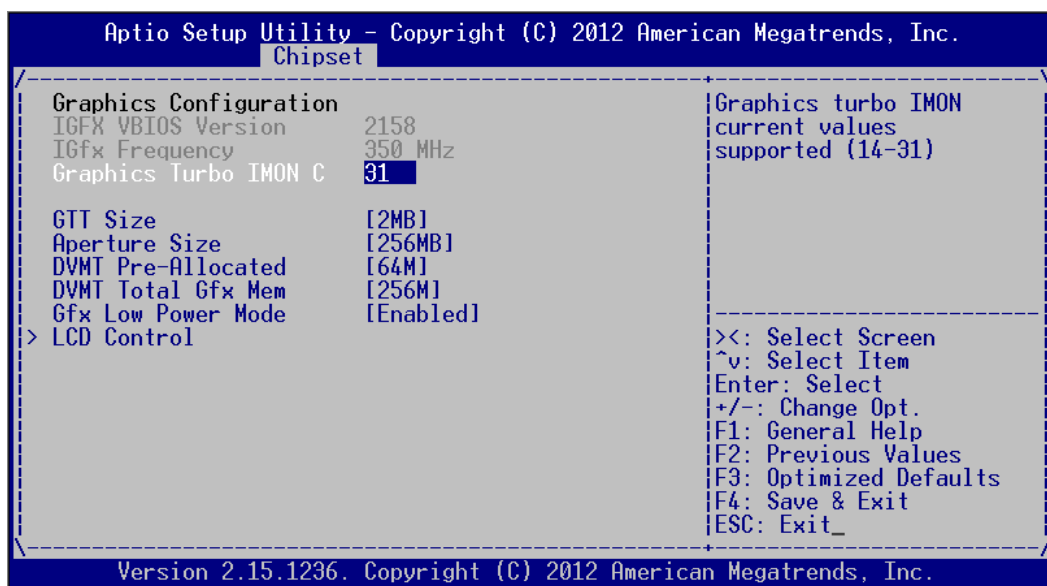 Aptio Setup Utility - Copyright (C) 2012 American Megatrends, Inc.
Chipset
Graphics Configuration
IGFX VBIOS Version 2158
IGfx Frequency 350 MHz
Graphics Turbo IMON C 31
GTT Size [2MB]
Aperture Size [256MB]
DVMT Pre-Allocated [64M]
DVMT Total Gfx Mem [256M]
Gfx Low Power Mode [Enabled]
> LCD Control
Graphics turbo IMON
current values
supported (14-31)
><: Select Screen
^v: Select Item
Enter: Select
+/-: Change Opt.
F1: General Help
F2: Previous Values
F3: Optimized Defaults
F4: Save & Exit
ESC: Exit_
Version 2.15.1236. Copyright (C) 2012 American Megatrends, Inc.